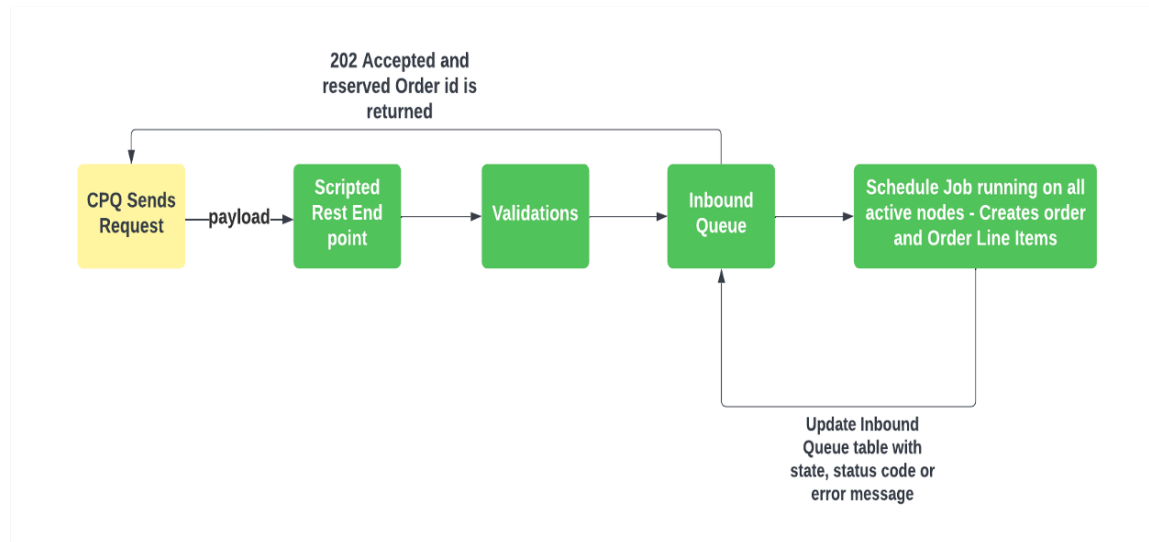 202 Accepted and
reserved Order id is
returned
CPQ Sends
Request
payload
Scripted
Rest End
point
Validations
Inbound
Queue
Schedule Job running on all
active nodes - Creates order
and Order Line Items
Update Inbound
Queue table with
state, status code or
error message